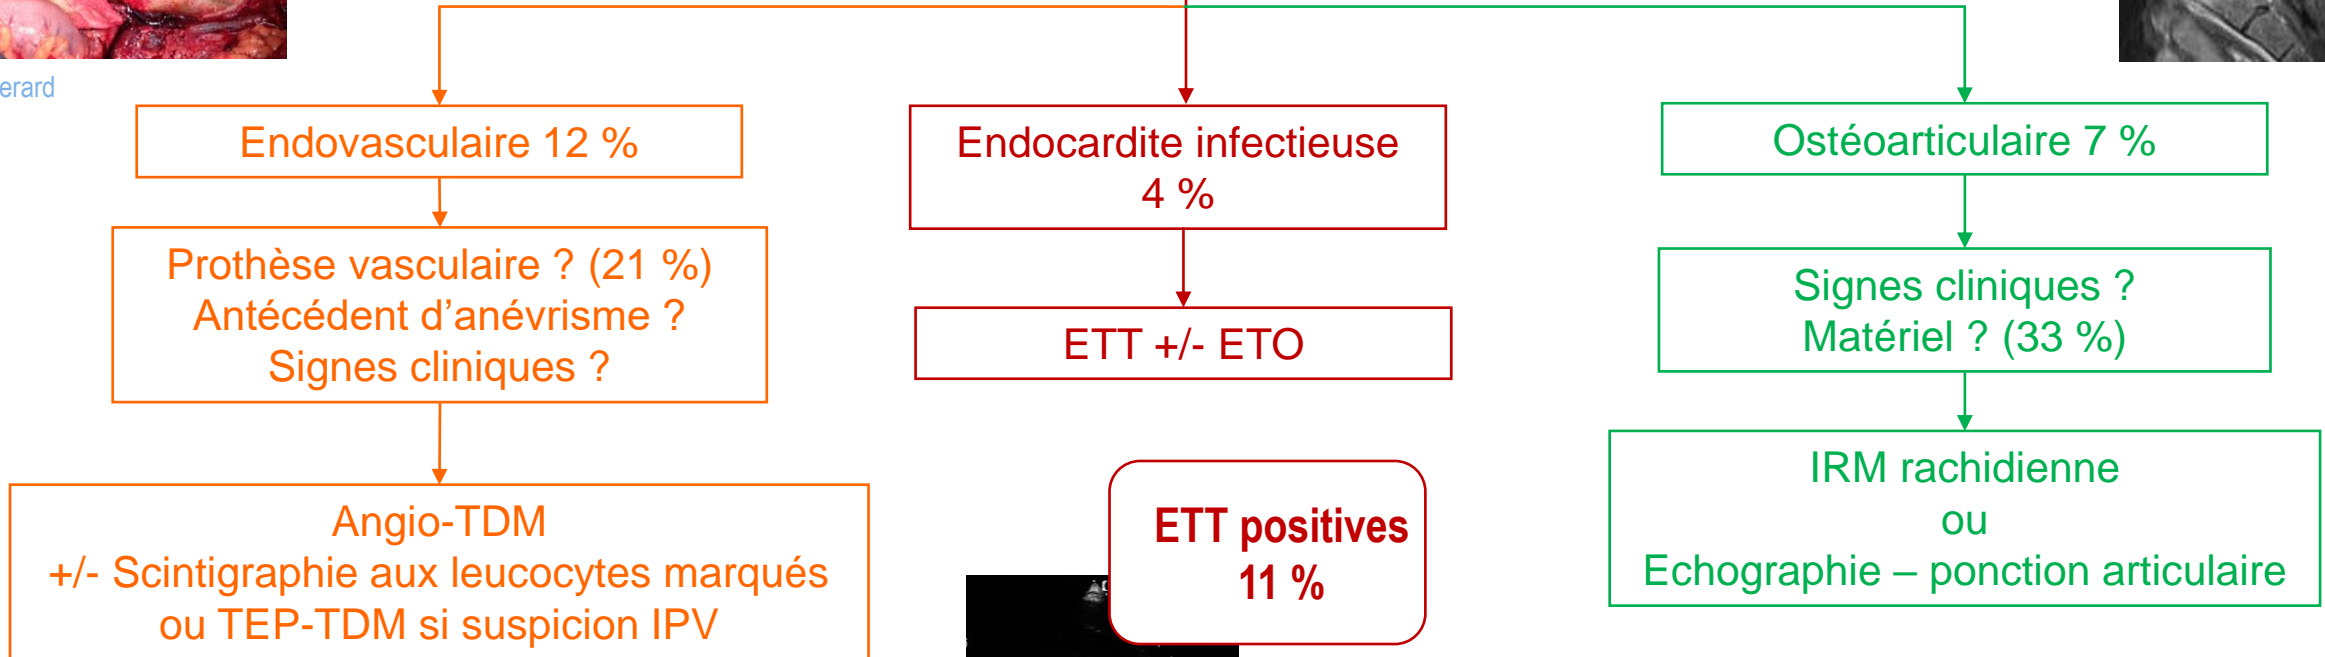 erard
Endovasculaire 12 %
Prothèse vasculaire ? (21 %)
Antécédent d'anévrisme ?
Signes cliniques ?
Angio-TDM
+/- Scintigraphie aux leucocytes marqués
ou TEP-TDM si suspicion IPV
Endocardite infectieuse
4 %
ETT +/- ETO
ETT positives
11 %
Ostéoarticulaire 7 %
Signes cliniques ?
Matériel ? (33 %)
IRM rachidienne
ou
Echographie – ponction articulaire